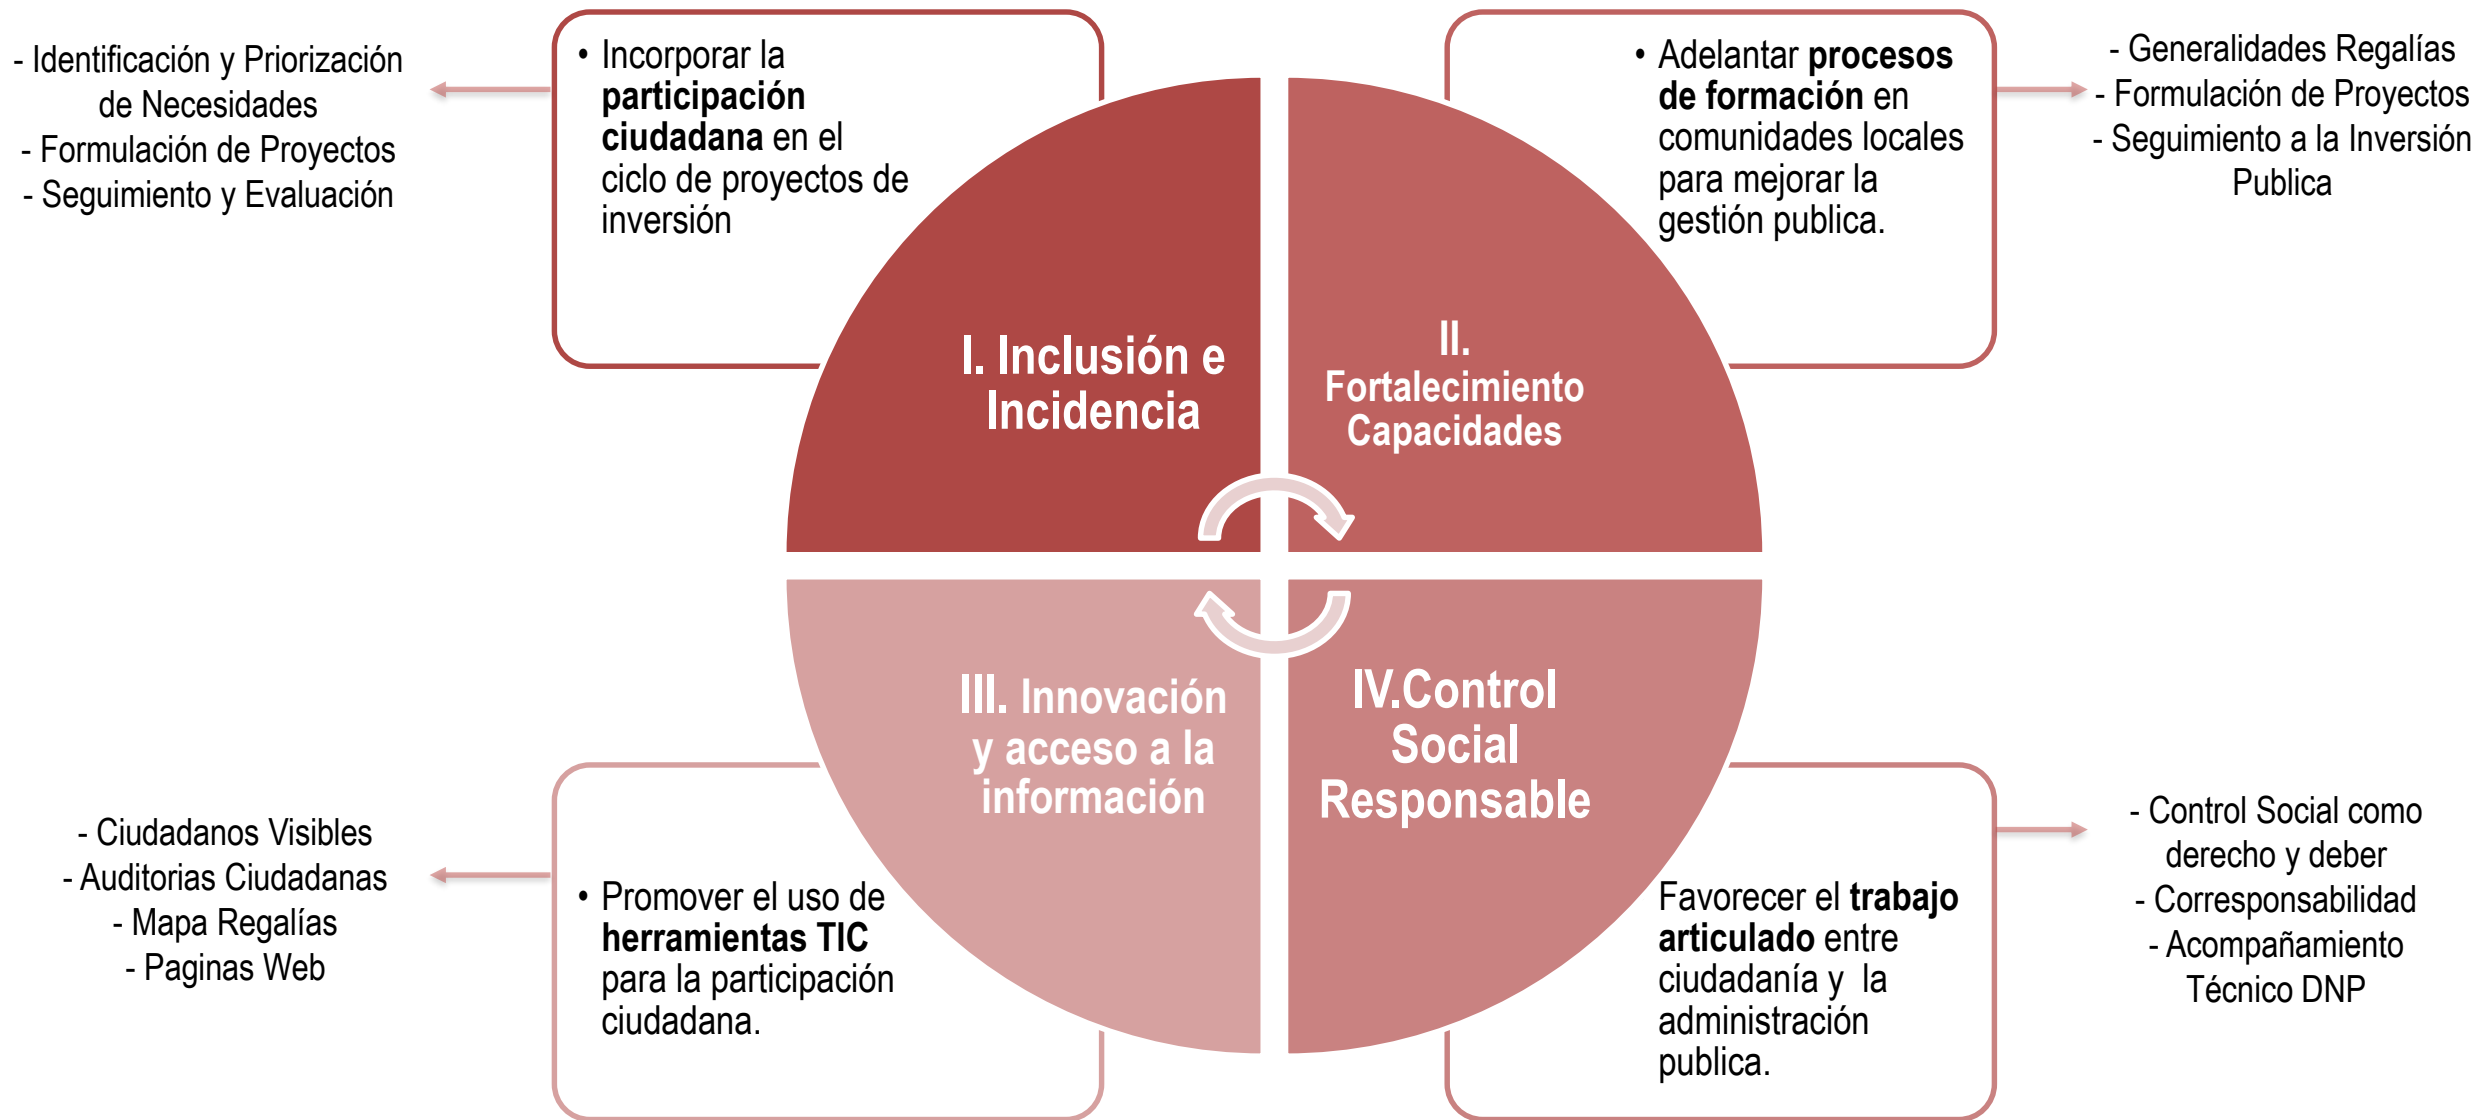 - Identificación y Priorización
de Necesidades
- Formulación de Proyectos
- Seguimiento y Evaluación
• Incorporar la
participación
ciudadana en el
ciclo de proyectos de
inversión
I. Inclusión e
Incidencia
• Adelantar procesos
de formación en
comunidades locales
para mejorar la
gestión publica.
II.
Fortalecimiento
Capacidades
- Generalidades Regalías
- Formulación de Proyectos
- Seguimiento a la Inversión
Publica
- Ciudadanos Visibles
- Auditorias Ciudadanas
- Mapa Regalías
- Paginas Web
• Promover el uso de
herramientas TIC
para la participación
ciudadana.
III. Innovación
y acceso a la
información
IV.Control
Social
Responsable
Favorecer el trabajo
articulado entre
ciudadanía y  la
administración
publica.
- Control Social como
derecho y deber
- Corresponsabilidad
- Acompañamiento
Técnico DNP